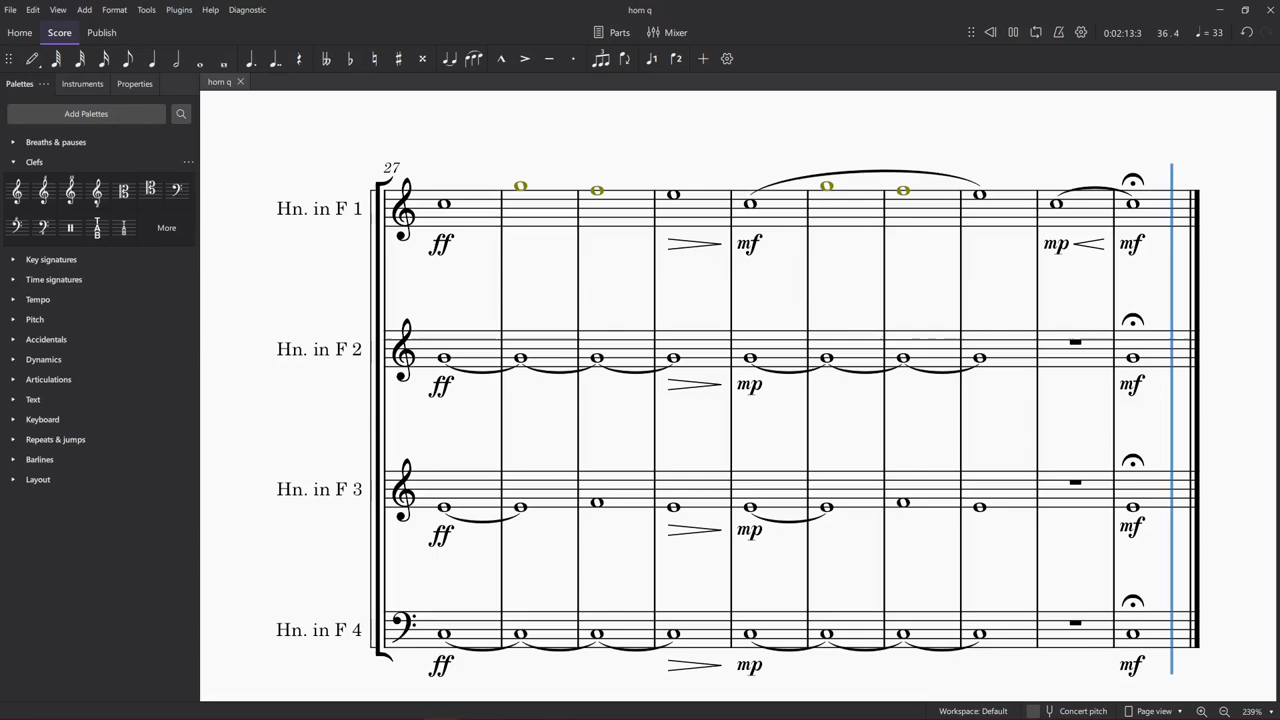 File Edit View Add Format Tools Plugins Help Diagnostic
horn q
Home Score Publish
Parts Mixer
0:02:13:3 36 . 4 = 33
Palettes Instruments Properties
horn q
Add Palettes
Breaths & pauses
Clefs
More
Key signatures
Time signatures
Tempo
Pitch
Accidentals
Dynamics
Articulations
Text
Keyboard
Repeats & jumps
Barlines
Layout
27
Hn. in F 1
ff mf mp mf
Hn. in F 2
ff mp mf
Hn. in F 3
ff mp mf
Hn. in F 4
ff mp mf
Workspace: Default Concert pitch Page view 239%